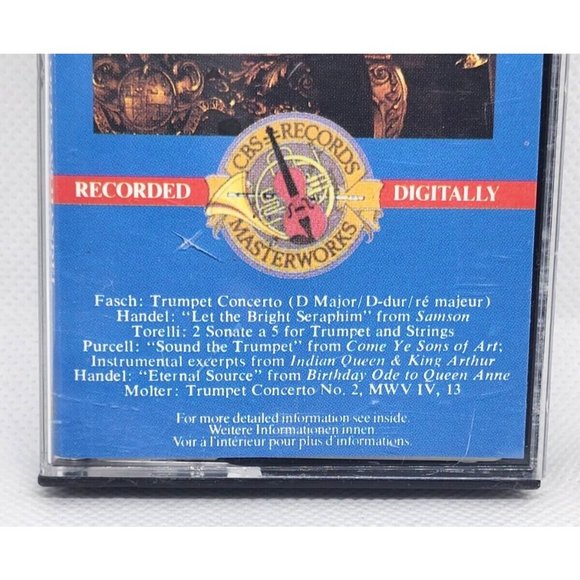 CBS RECORDS
MASTERWORKS
RECORDED DIGITALLY
Fasch: Trumpet Concerto (D Major/D-dur/ré majeur)
Handel: "Let the Bright Seraphim" from Samson
Torelli: 2 Sonate a 5 for Trumpet and Strings
Purcell: "Sound the Trumpet" from Come Ye Sons of Art;
Instrumental excerpts from Indian Queen & King Arthur
Handel: "Eternal Source" from Birthday Ode to Queen Anne
Molter: Trumpet Concerto No. 2, MWV IV, 13
For more detailed information see inside.
Weitere Informationen innen.
Voir à l'intérieur pour plus d'informations.